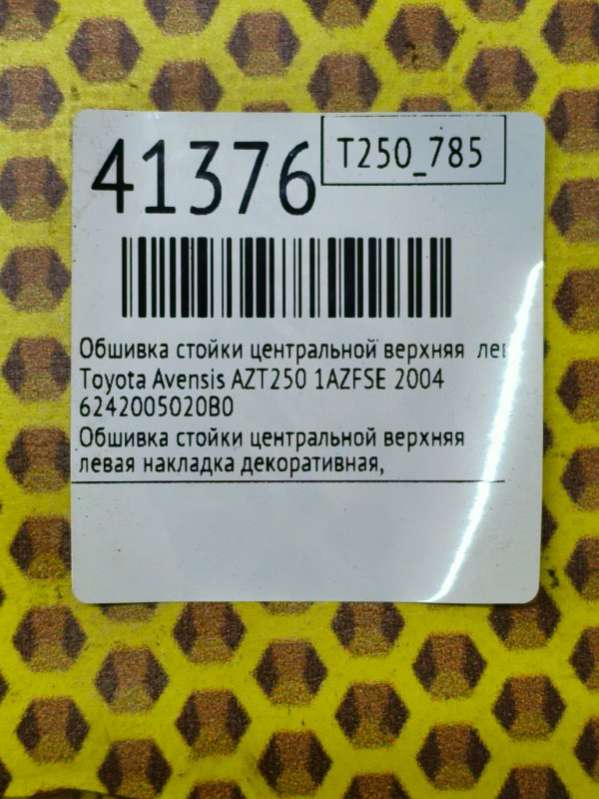 41376
T250_785
Обшивка стойки центральной верхняя лев
Toyota Avensis AZT250 1AZFSE 2004
6242005020B0
Обшивка стойки центральной верхняя
левая накладка декоративная,